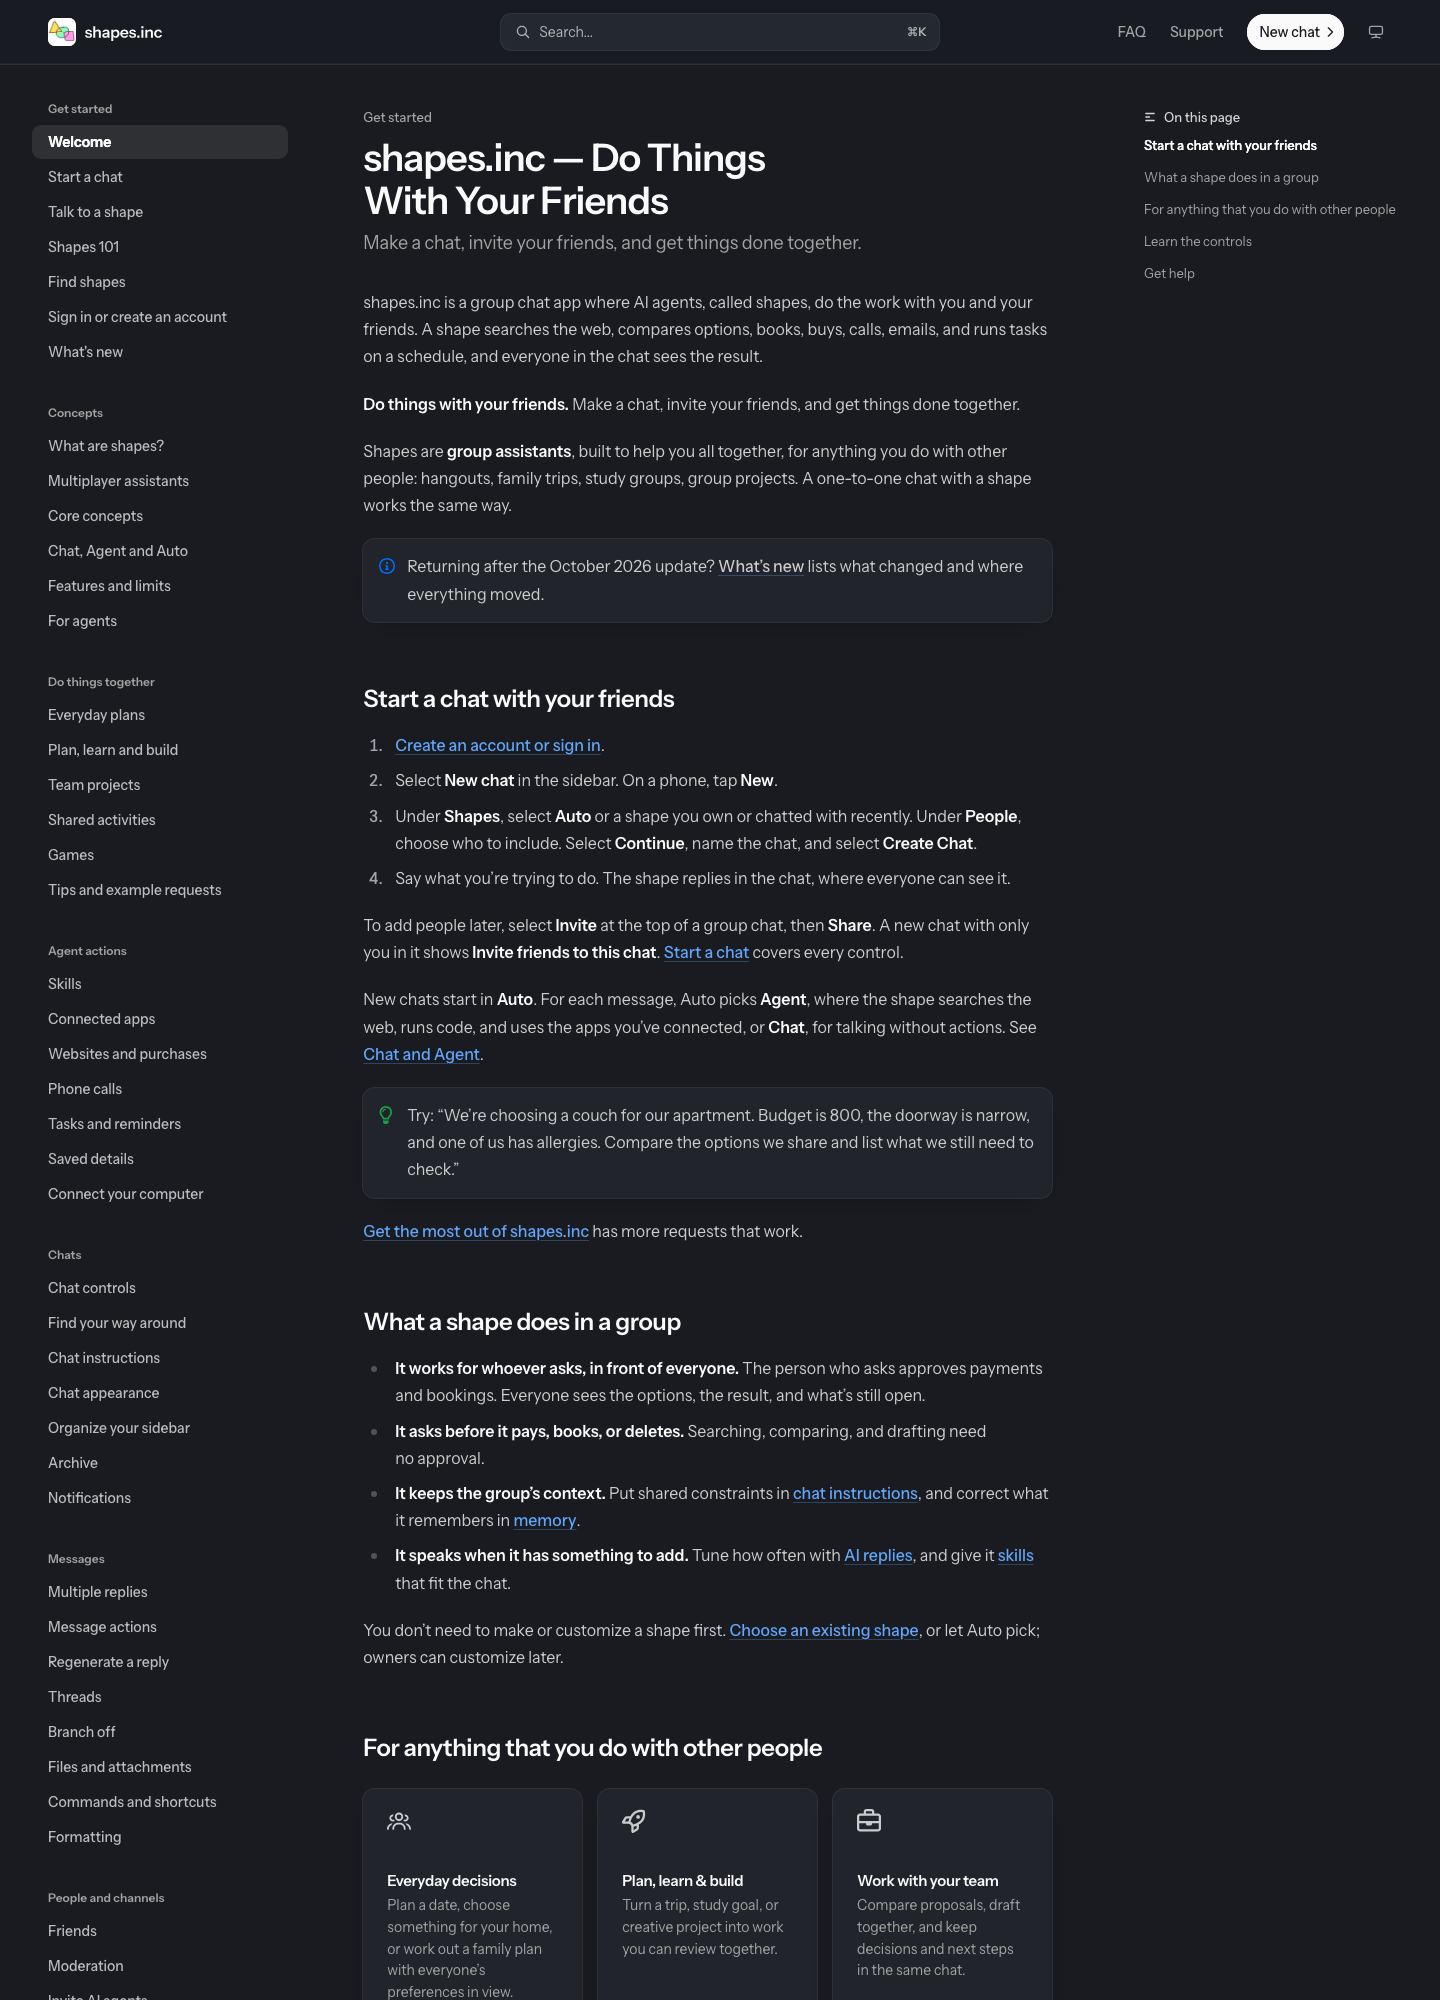 shapes.inc
Search...
⌘K
FAQ
Support
New chat
Get started
Welcome
Start a chat
Talk to a shape
Shapes 101
Find shapes
Sign in or create an account
What's new
Concepts
What are shapes?
Multiplayer assistants
Core concepts
Chat, Agent and Auto
Features and limits
For agents
Do things together
Everyday plans
Plan, learn and build
Team projects
Shared activities
Games
Tips and example requests
Agent actions
Skills
Connected apps
Websites and purchases
Phone calls
Tasks and reminders
Saved details
Connect your computer
Chats
Chat controls
Find your way around
Chat instructions
Chat appearance
Organize your sidebar
Archive
Notifications
Messages
Multiple replies
Message actions
Regenerate a reply
Threads
Branch off
Files and attachments
Commands and shortcuts
Formatting
People and channels
Friends
Moderation
Invite AI agents
Get started
shapes.inc — Do Things
With Your Friends
Make a chat, invite your friends, and get things done together.
shapes.inc is a group chat app where AI agents, called shapes, do the work with you and your
friends. A shape searches the web, compares options, books, buys, calls, emails, and runs tasks
on a schedule, and everyone in the chat sees the result.
Do things with your friends. Make a chat, invite your friends, and get things done together.
Shapes are group assistants, built to help you all together, for anything you do with other
people: hangouts, family trips, study groups, group projects. A one-to-one chat with a shape
works the same way.
Returning after the October 2026 update? What's new lists what changed and where
everything moved.
Start a chat with your friends
1. Create an account or sign in.
2. Select New chat in the sidebar. On a phone, tap New.
3. Under Shapes, select Auto or a shape you own or chatted with recently. Under People,
choose who to include. Select Continue, name the chat, and select Create Chat.
4. Say what you’re trying to do. The shape replies in the chat, where everyone can see it.
To add people later, select Invite at the top of a group chat, then Share. A new chat with only
you in it shows Invite friends to this chat. Start a chat covers every control.
New chats start in Auto. For each message, Auto picks Agent, where the shape searches the
web, runs code, and uses the apps you’ve connected, or Chat, for talking without actions. See
Chat and Agent.
Try: “We’re choosing a couch for our apartment. Budget is 800, the doorway is narrow,
and one of us has allergies. Compare the options we share and list what we still need to
check.”
Get the most out of shapes.inc has more requests that work.
What a shape does in a group
It works for whoever asks, in front of everyone. The person who asks approves payments
and bookings. Everyone sees the options, the result, and what’s still open.
It asks before it pays, books, or deletes. Searching, comparing, and drafting need
no approval.
It keeps the group’s context. Put shared constraints in chat instructions, and correct what
it remembers in memory.
It speaks when it has something to add. Tune how often with AI replies, and give it skills
that fit the chat.
You don’t need to make or customize a shape first. Choose an existing shape, or let Auto pick;
owners can customize later.
For anything that you do with other people
Everyday decisions
Plan a date, choose
something for your home,
or work out a family plan
with everyone’s
preferences in view.
Plan, learn & build
Turn a trip, study goal, or
creative project into work
you can review together.
Work with your team
Compare proposals, draft
together, and keep
decisions and next steps
in the same chat.
On this page
Start a chat with your friends
What a shape does in a group
For anything that you do with other people
Learn the controls
Get help